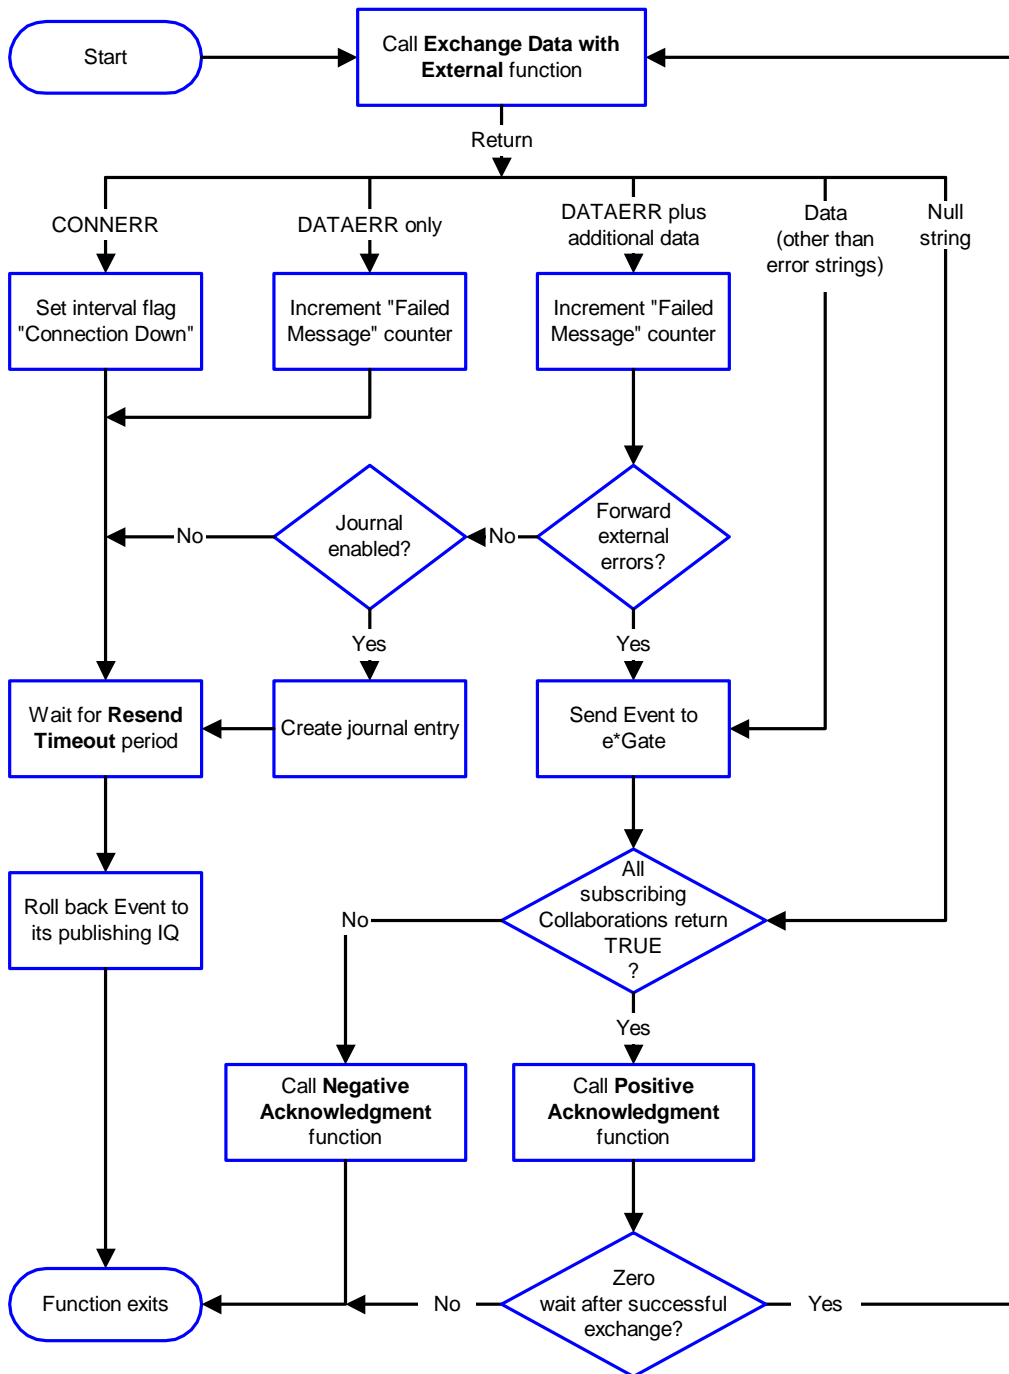 Start
Call Exchange Data with
External function
Return
CONNERR
DATAERR only
DATAERR plus
additional data
Data
(other than
error strings)
Null
string
Set interval flag
"Connection Down"
Increment "Failed
Message" counter
Increment "Failed
Message" counter
No
Journal
enabled?
No
Forward
external
errors?
Yes
Yes
Wait for Resend
Timeout period
Create journal entry
Send Event to
e*Gate
Roll back Event to
its publishing IQ
No
All
subscribing
Collaborations return
TRUE
?
Yes
Call Negative
Acknowledgment
function
Call Positive
Acknowledgment
function
Function exits
No
Zero
wait after successful
exchange?
Yes